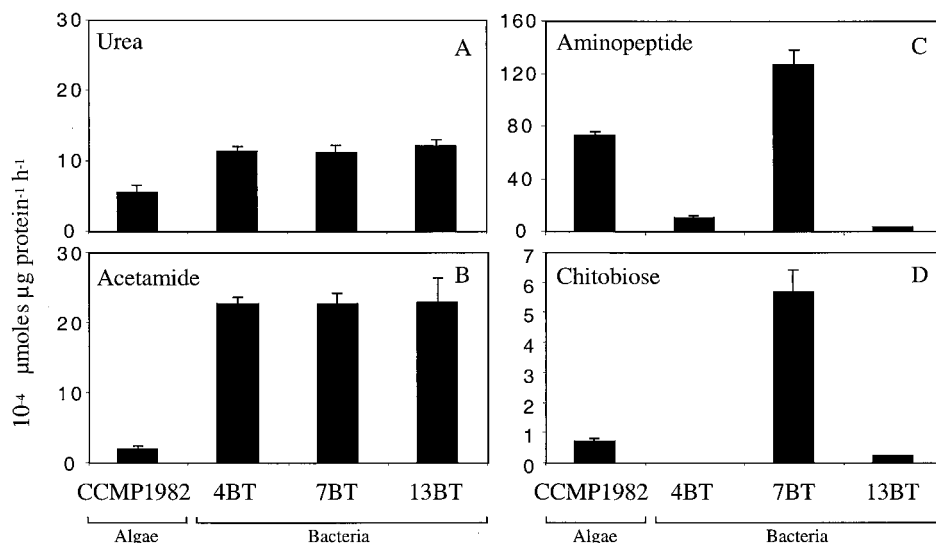 10⁻⁴ µmoles µg protein⁻¹ h⁻¹
Urea
A
30
20
10
0
Acetamide
B
30
20
10
0
CCMP1982 4BT 7BT 13BT
Algae Bacteria
Aminopeptide
C
160
120
80
40
0
Chitobiose
D
7
6
5
4
3
2
1
0
CCMP1982 4BT 7BT 13BT
Algae Bacteria